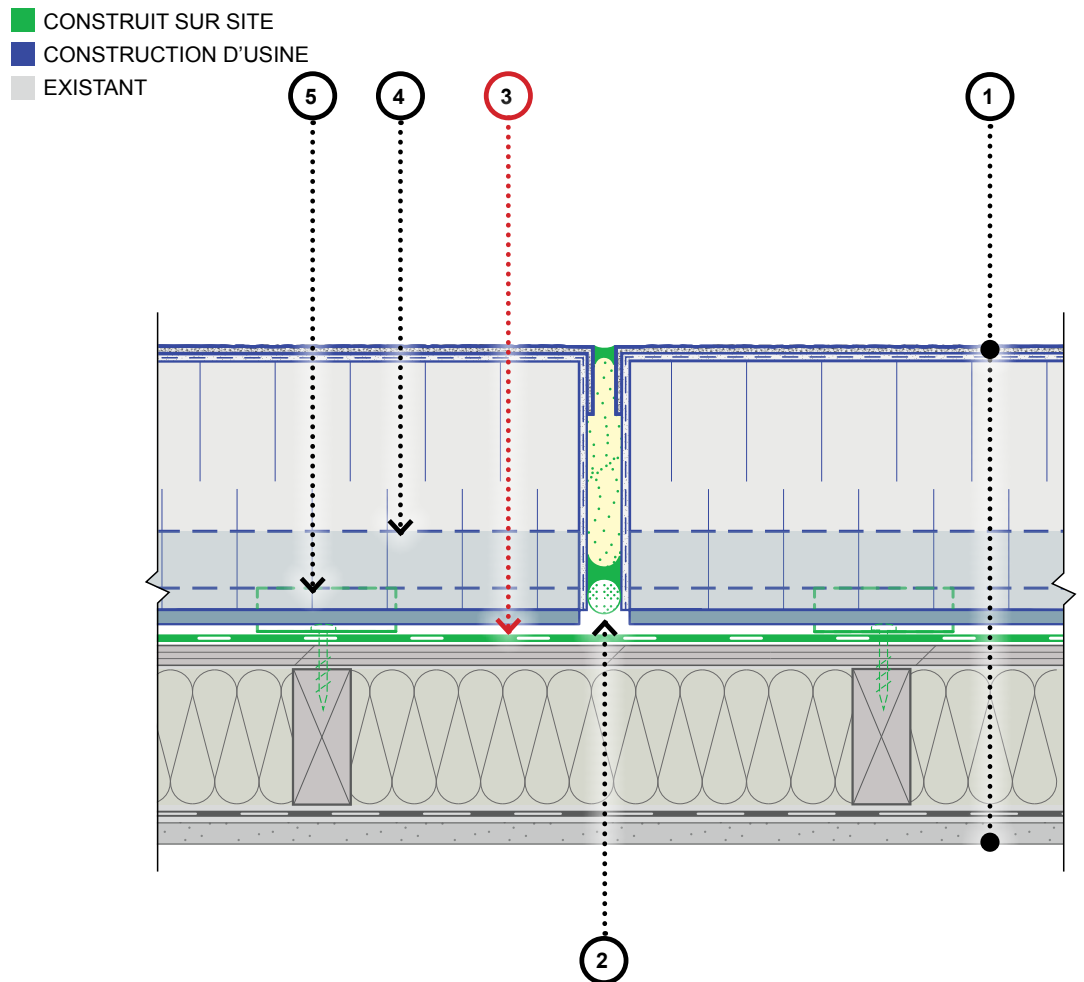 CONSTRUIT SUR SITE
CONSTRUCTION D'USINE
EXISTANT
5 4 3 1
2